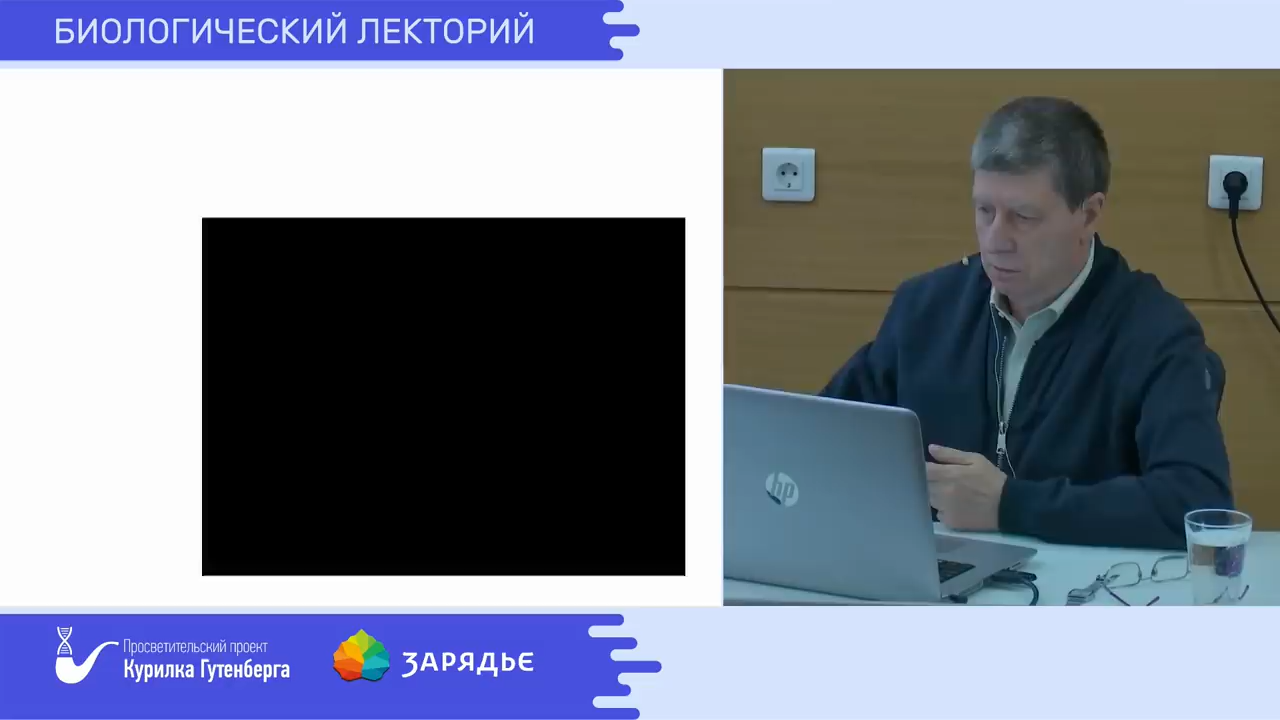 БИОЛОГИЧЕСКИЙ ЛЕКТОРИЙ
hp
Просветительский проект
Курилка Гутенберга
ЗАРЯДЬЕ